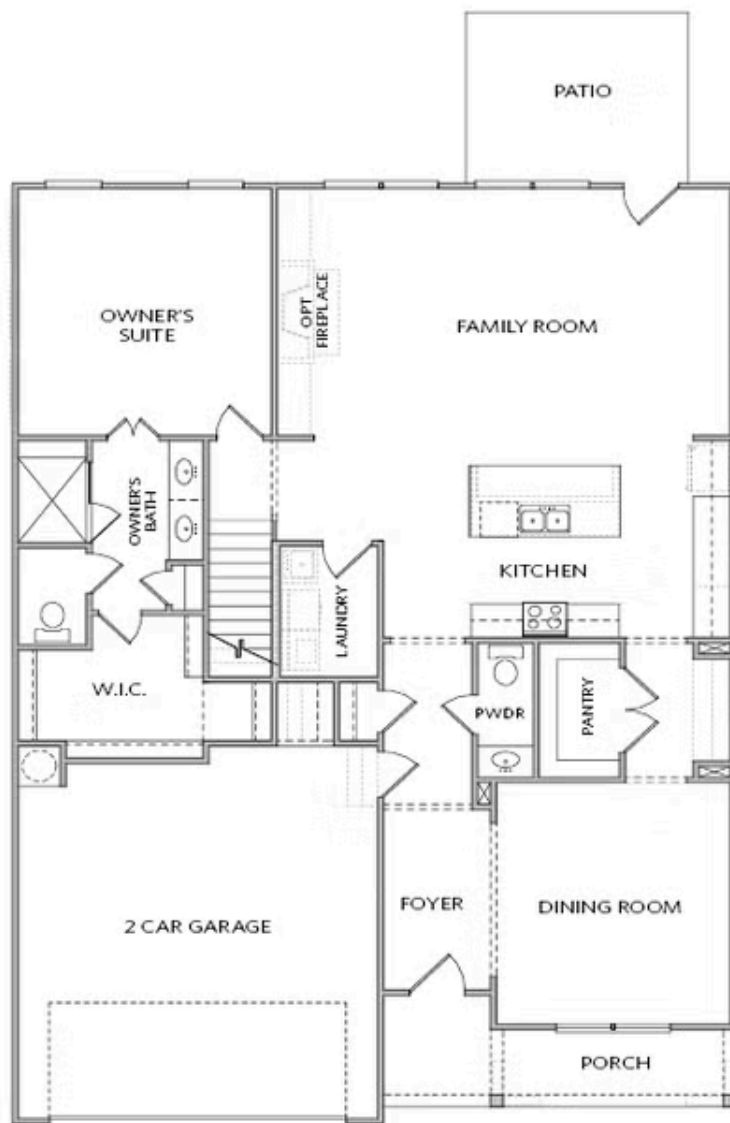 PATIO
OWNER'S
SUITE
OPT
FIREPLACE
FAMILY ROOM
OWNER'S
BATH
KITCHEN
LAUNDRY
W.I.C.
PWDR
PANTRY
2 CAR GARAGE
FOYER
DINING ROOM
PORCH